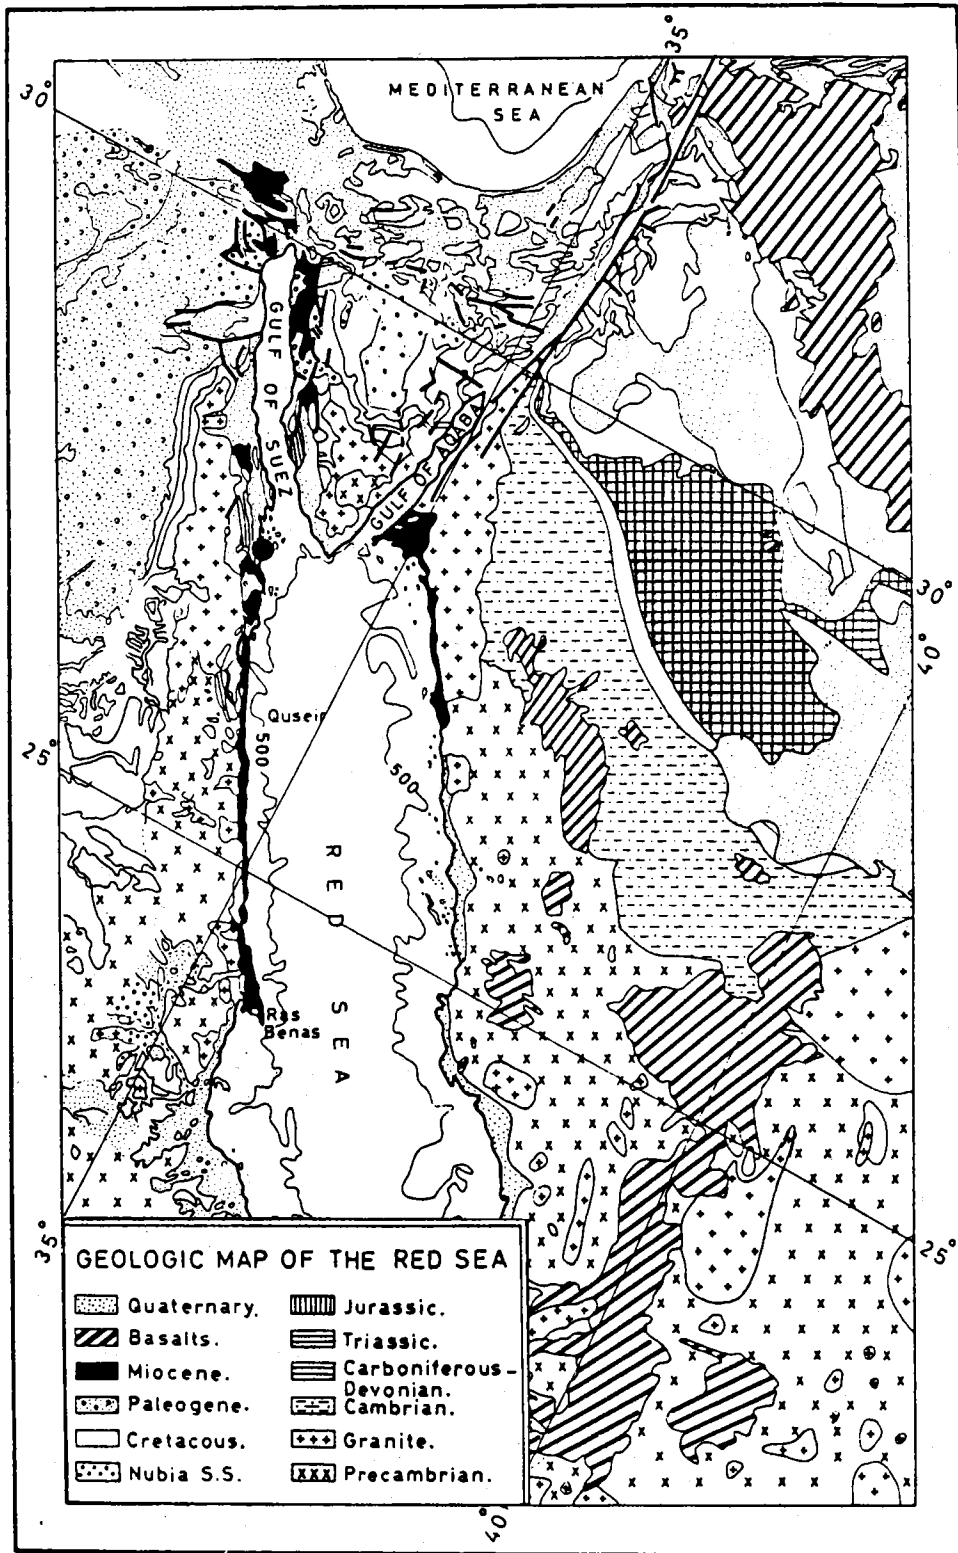 35°
30°
MEDITERRANEAN
SEA
GULF OF SUEZ
GULF OF AQABA
30°
40°
Quseir
500
500
25°
RED SEA
Ras
Benas
35°
25°
GEOLOGIC MAP OF THE RED SEA
Quaternary.
Basalts.
Miocene.
Paleogene.
Cretacous.
Nubia S.S.
Jurassic.
Triassic.
Carboniferous-
Devonian.
Cambrian.
Granite.
Precambrian.
40°